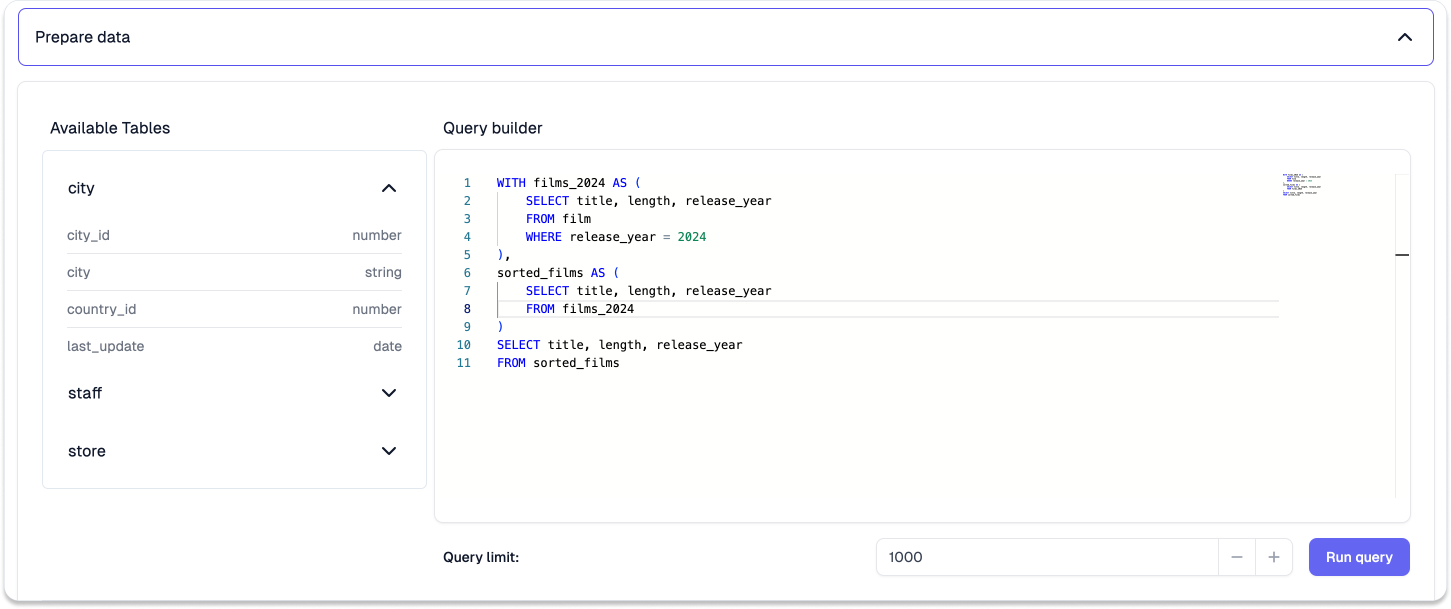 Prepare data
Available Tables
city
city_id number
city string
country_id number
last_update date
staff
store
Query builder
1 WITH films_2024 AS (
2     SELECT title, length, release_year
3     FROM film
4     WHERE release_year = 2024
5 ),
6 sorted_films AS (
7     SELECT title, length, release_year
8     FROM films_2024
9 )
10 SELECT title, length, release_year
11 FROM sorted_films
Query limit: 1000 − + Run query